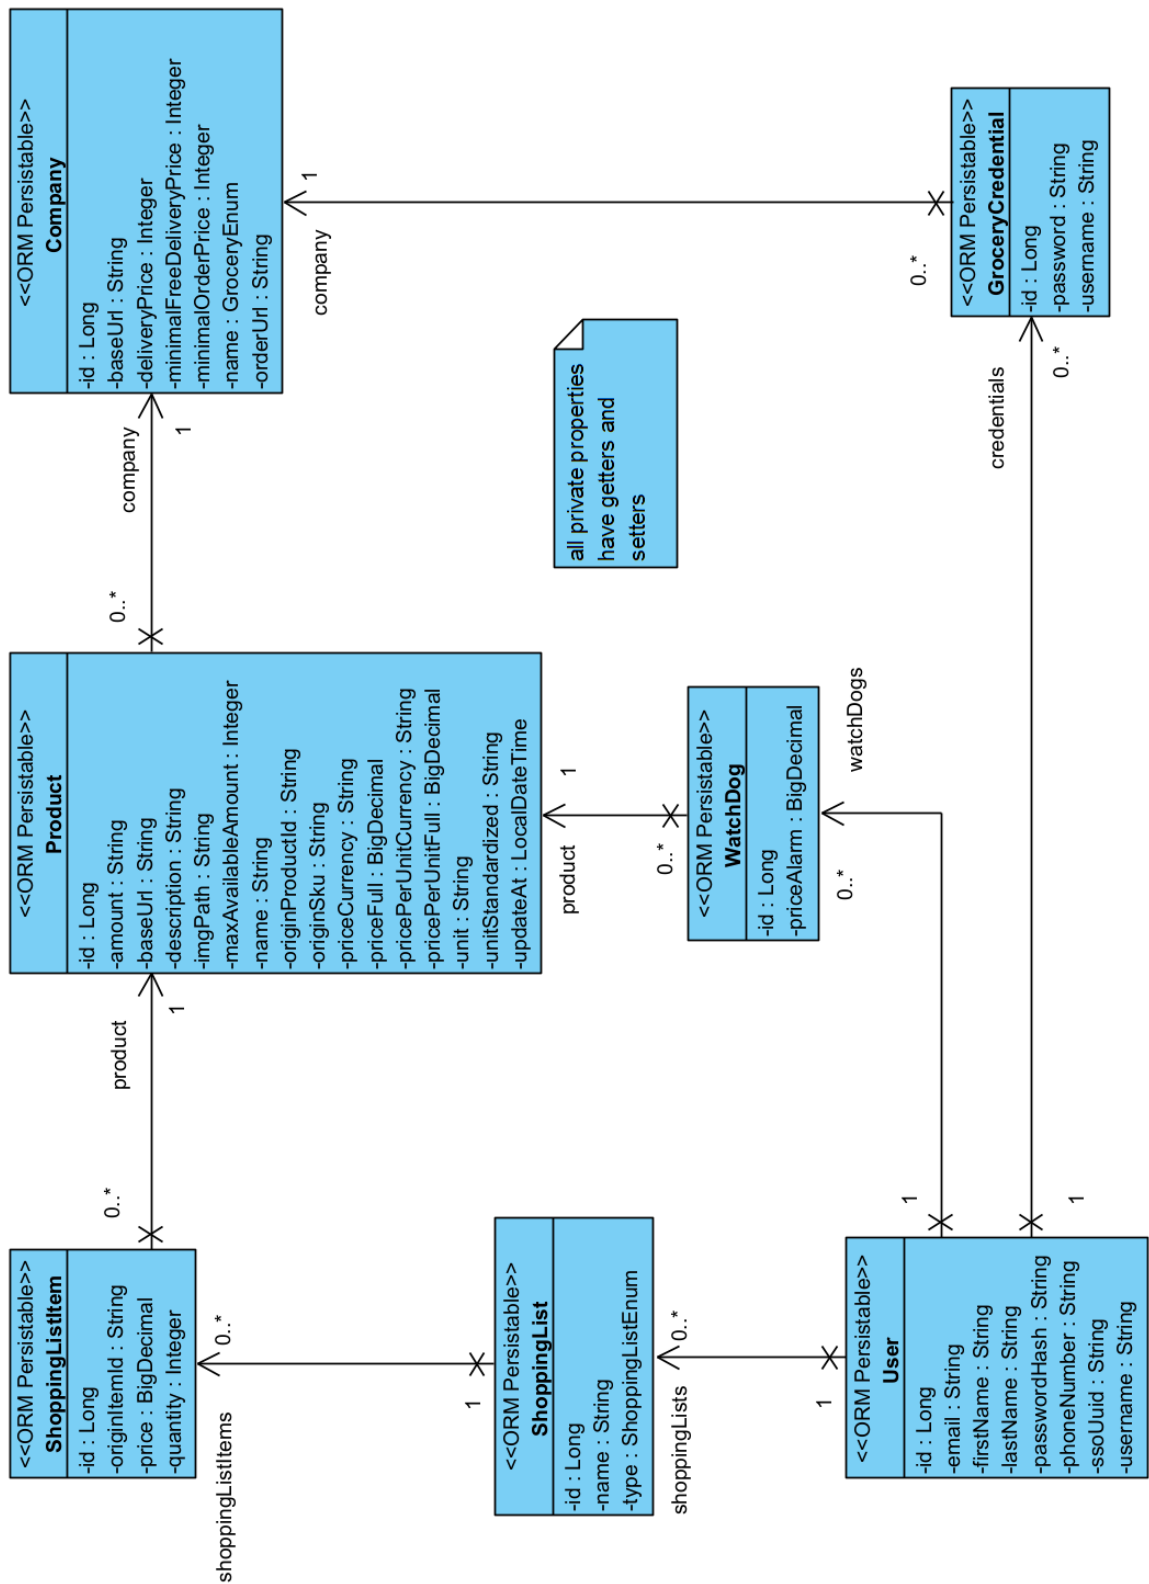 <<ORM Persistable>>
ShoppingListItem
-id : Long
-originItemId : String
-price : BigDecimal
-quantity : Integer
0..*
product
1
<<ORM Persistable>>
Product
-id : Long
-amount : String
-baseUrl : String
-description : String
-imgPath : String
-maxAvailableAmount : Integer
-name : String
-originProductId : String
-originSku : String
-priceCurrency : String
-priceFull : BigDecimal
-pricePerUnitCurrency : String
-pricePerUnitFull : BigDecimal
-unit : String
-unitStandardized : String
-updateAt : LocalDateTime
0..*
company
1
<<ORM Persistable>>
Company
-id : Long
-baseUrl : String
-deliveryPrice : Integer
-minimalFreeDeliveryPrice : Integer
-minimalOrderPrice : Integer
-name : GroceryEnum
-orderUrl : String
shoppingListItems
0..*
1
<<ORM Persistable>>
ShoppingList
-id : Long
-name : String
-type : ShoppingListEnum
shoppingLists
0..*
1
product
1
0..*
<<ORM Persistable>>
WatchDog
-id : Long
-priceAlarm : BigDecimal
0..*
watchDogs
company
1
0..*
all private properties
have getters and
setters
<<ORM Persistable>>
User
-id : Long
-email : String
-firstName : String
-lastName : String
-passwordHash : String
-phoneNumber : String
-ssoUuid : String
-username : String
1
1
credentials
0..*
<<ORM Persistable>>
GroceryCredential
-id : Long
-password : String
-username : String